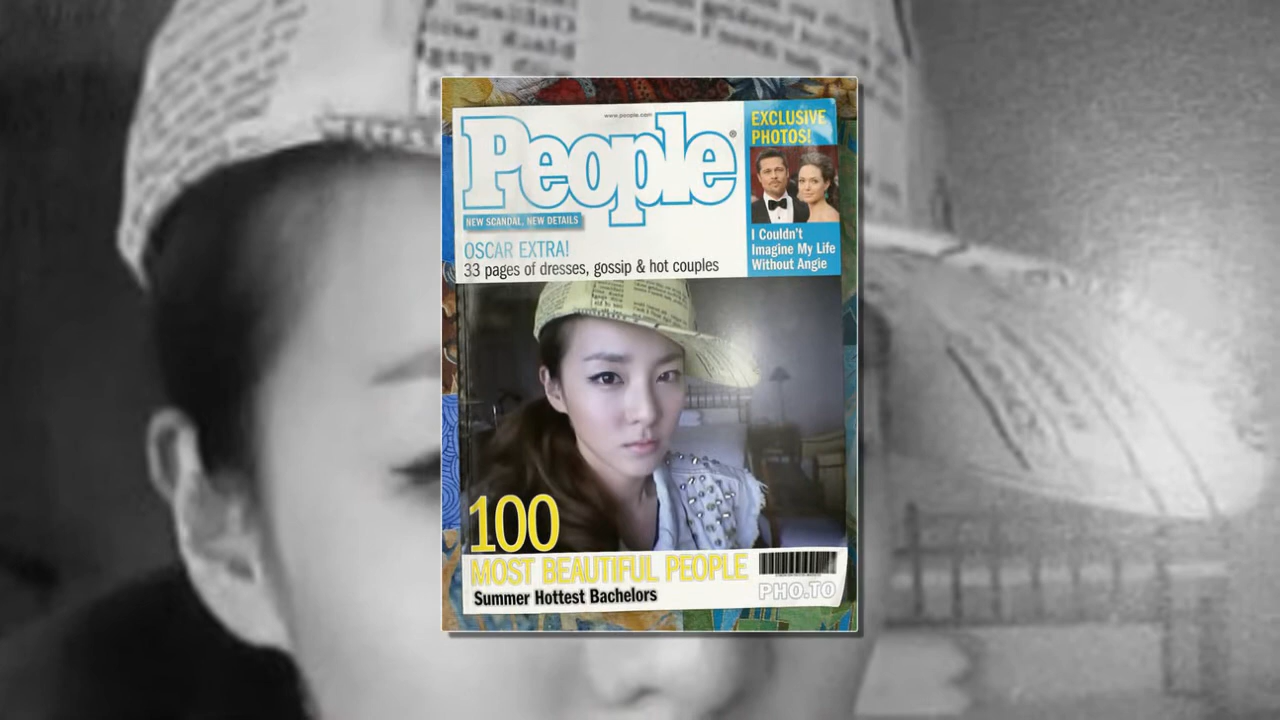 www.people.com
People®
NEW SCANDAL. NEW DETAILS
OSCAR EXTRA!
33 pages of dresses, gossip & hot couples
EXCLUSIVE
PHOTOS!
I Couldn't
Imagine My Life
Without Angie
100
MOST BEAUTIFUL PEOPLE
Summer Hottest Bachelors
PHO.TO